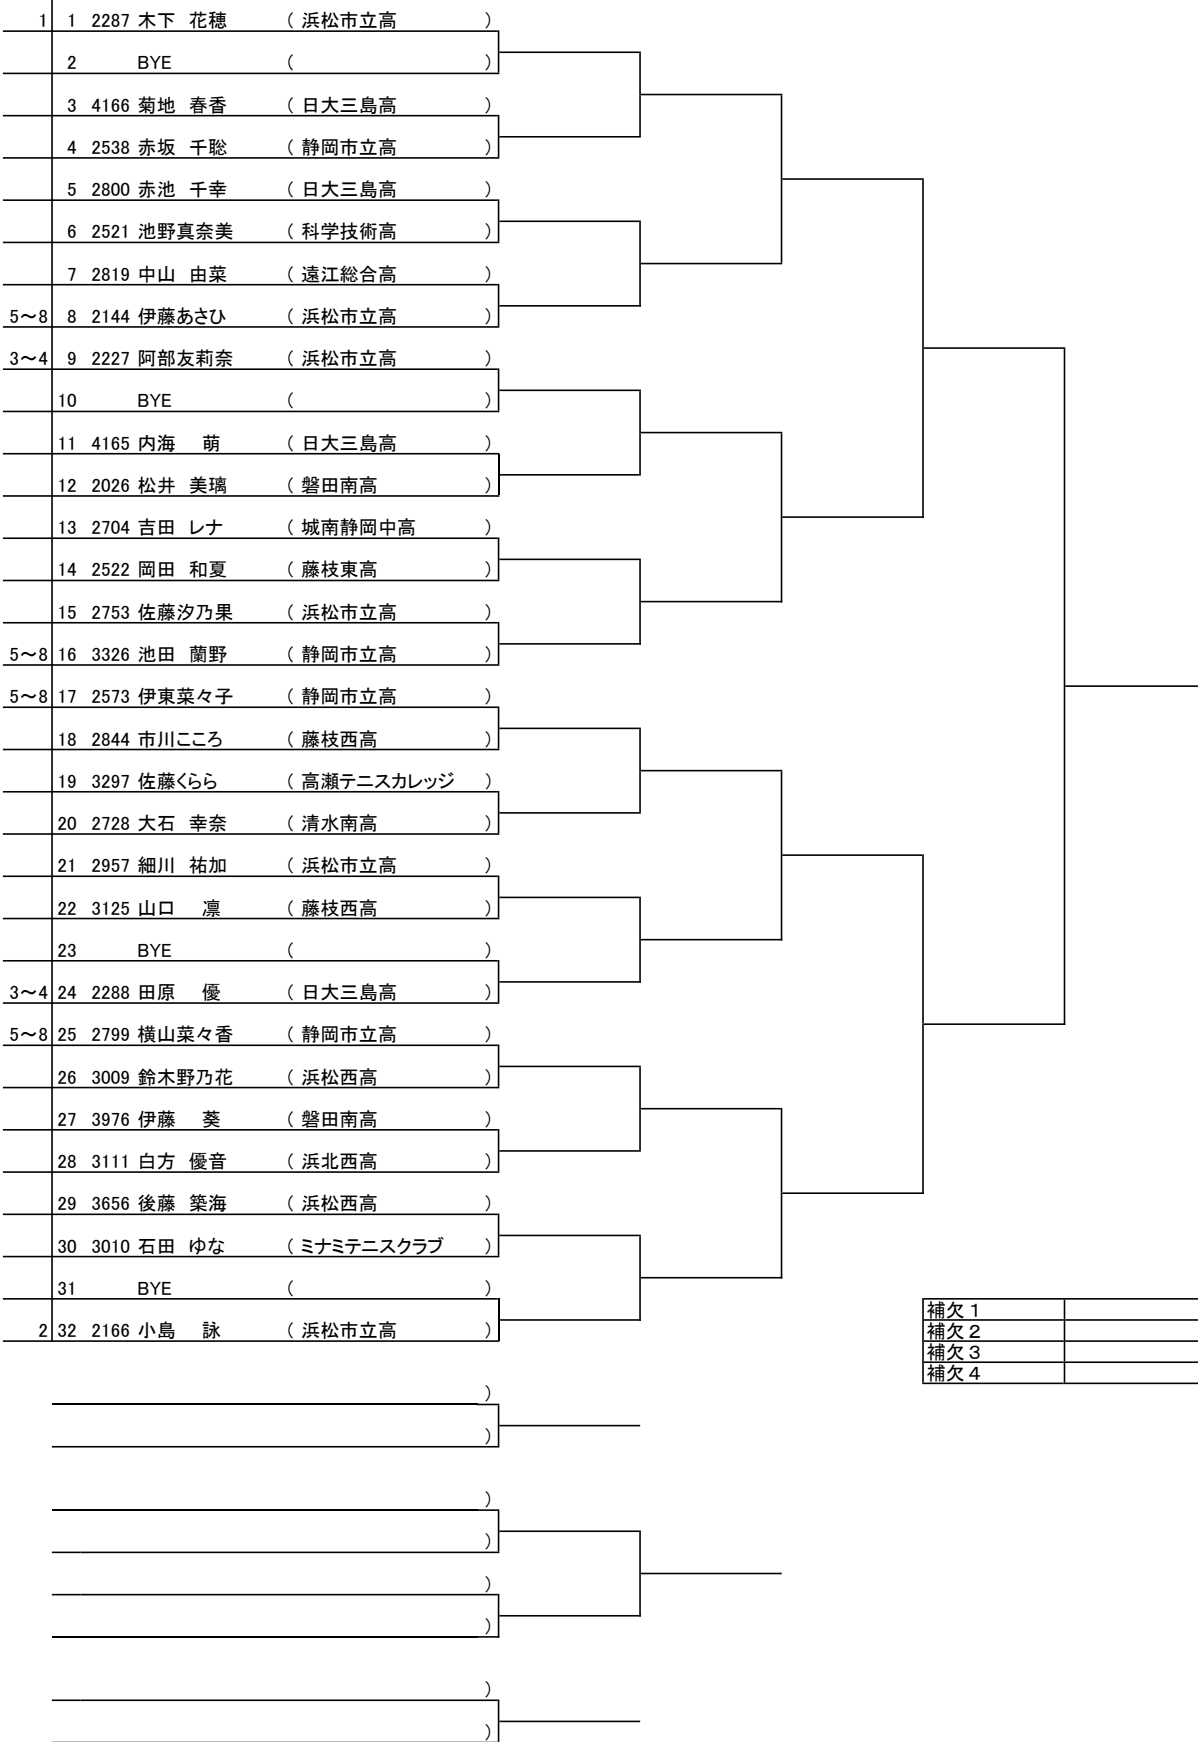 1 1 2287 木下 花穂 ( 浜松市立高 )
2 BYE ( )
3 4166 菊地 春香 ( 日大三島高 )
4 2538 赤坂 千聡 ( 静岡市立高 )
5 2800 赤池 千幸 ( 日大三島高 )
6 2521 池野真奈美 ( 科学技術高 )
7 2819 中山 由菜 ( 遠江総合高 )
5～8 8 2144 伊藤あさひ ( 浜松市立高 )
3～4 9 2227 阿部友莉奈 ( 浜松市立高 )
10 BYE ( )
11 4165 内海 萌 ( 日大三島高 )
12 2026 松井 美璃 ( 磐田南高 )
13 2704 吉田 レナ ( 城南静岡中高 )
14 2522 岡田 和夏 ( 藤枝東高 )
15 2753 佐藤汐乃果 ( 浜松市立高 )
5～8 16 3326 池田 蘭野 ( 静岡市立高 )
5～8 17 2573 伊東菜々子 ( 静岡市立高 )
18 2844 市川こころ ( 藤枝西高 )
19 3297 佐藤くらら ( 高瀬テニスカレッジ )
20 2728 大石 幸奈 ( 清水南高 )
21 2957 細川 祐加 ( 浜松市立高 )
22 3125 山口 凛 ( 藤枝西高 )
23 BYE ( )
3～4 24 2288 田原 優 ( 日大三島高 )
5～8 25 2799 横山菜々香 ( 静岡市立高 )
26 3009 鈴木野乃花 ( 浜松西高 )
27 3976 伊藤 葵 ( 磐田南高 )
28 3111 白方 優音 ( 浜北西高 )
29 3656 後藤 築海 ( 浜松西高 )
30 3010 石田 ゆな ( ミナミテニスクラブ )
31 BYE ( )
2 32 2166 小島 詠 ( 浜松市立高 )
補欠１
補欠２
補欠３
補欠４
)
)
)
)
)
)
)
)